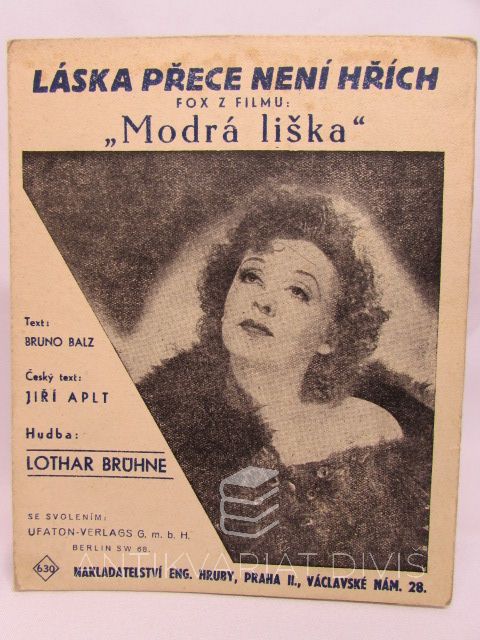 LÁSKA PŘECE NENÍ HŘÍCH
FOX Z FILMU:
„Modrá liška“
Text:
BRUNO BALZ
Český text:
JIŘÍ APLT
Hudba:
LOTHAR BRÜHNE
SE SVOLENÍM:
UFATON-VERLAGS G. m. b. H.
BERLIN SW 68.
630
NAKLADATELSTVÍ ENG. HRUBY, PRAHA II., VÁCLAVSKÉ NÁM. 28.
ANTIKVARIÁT DIVIŠ